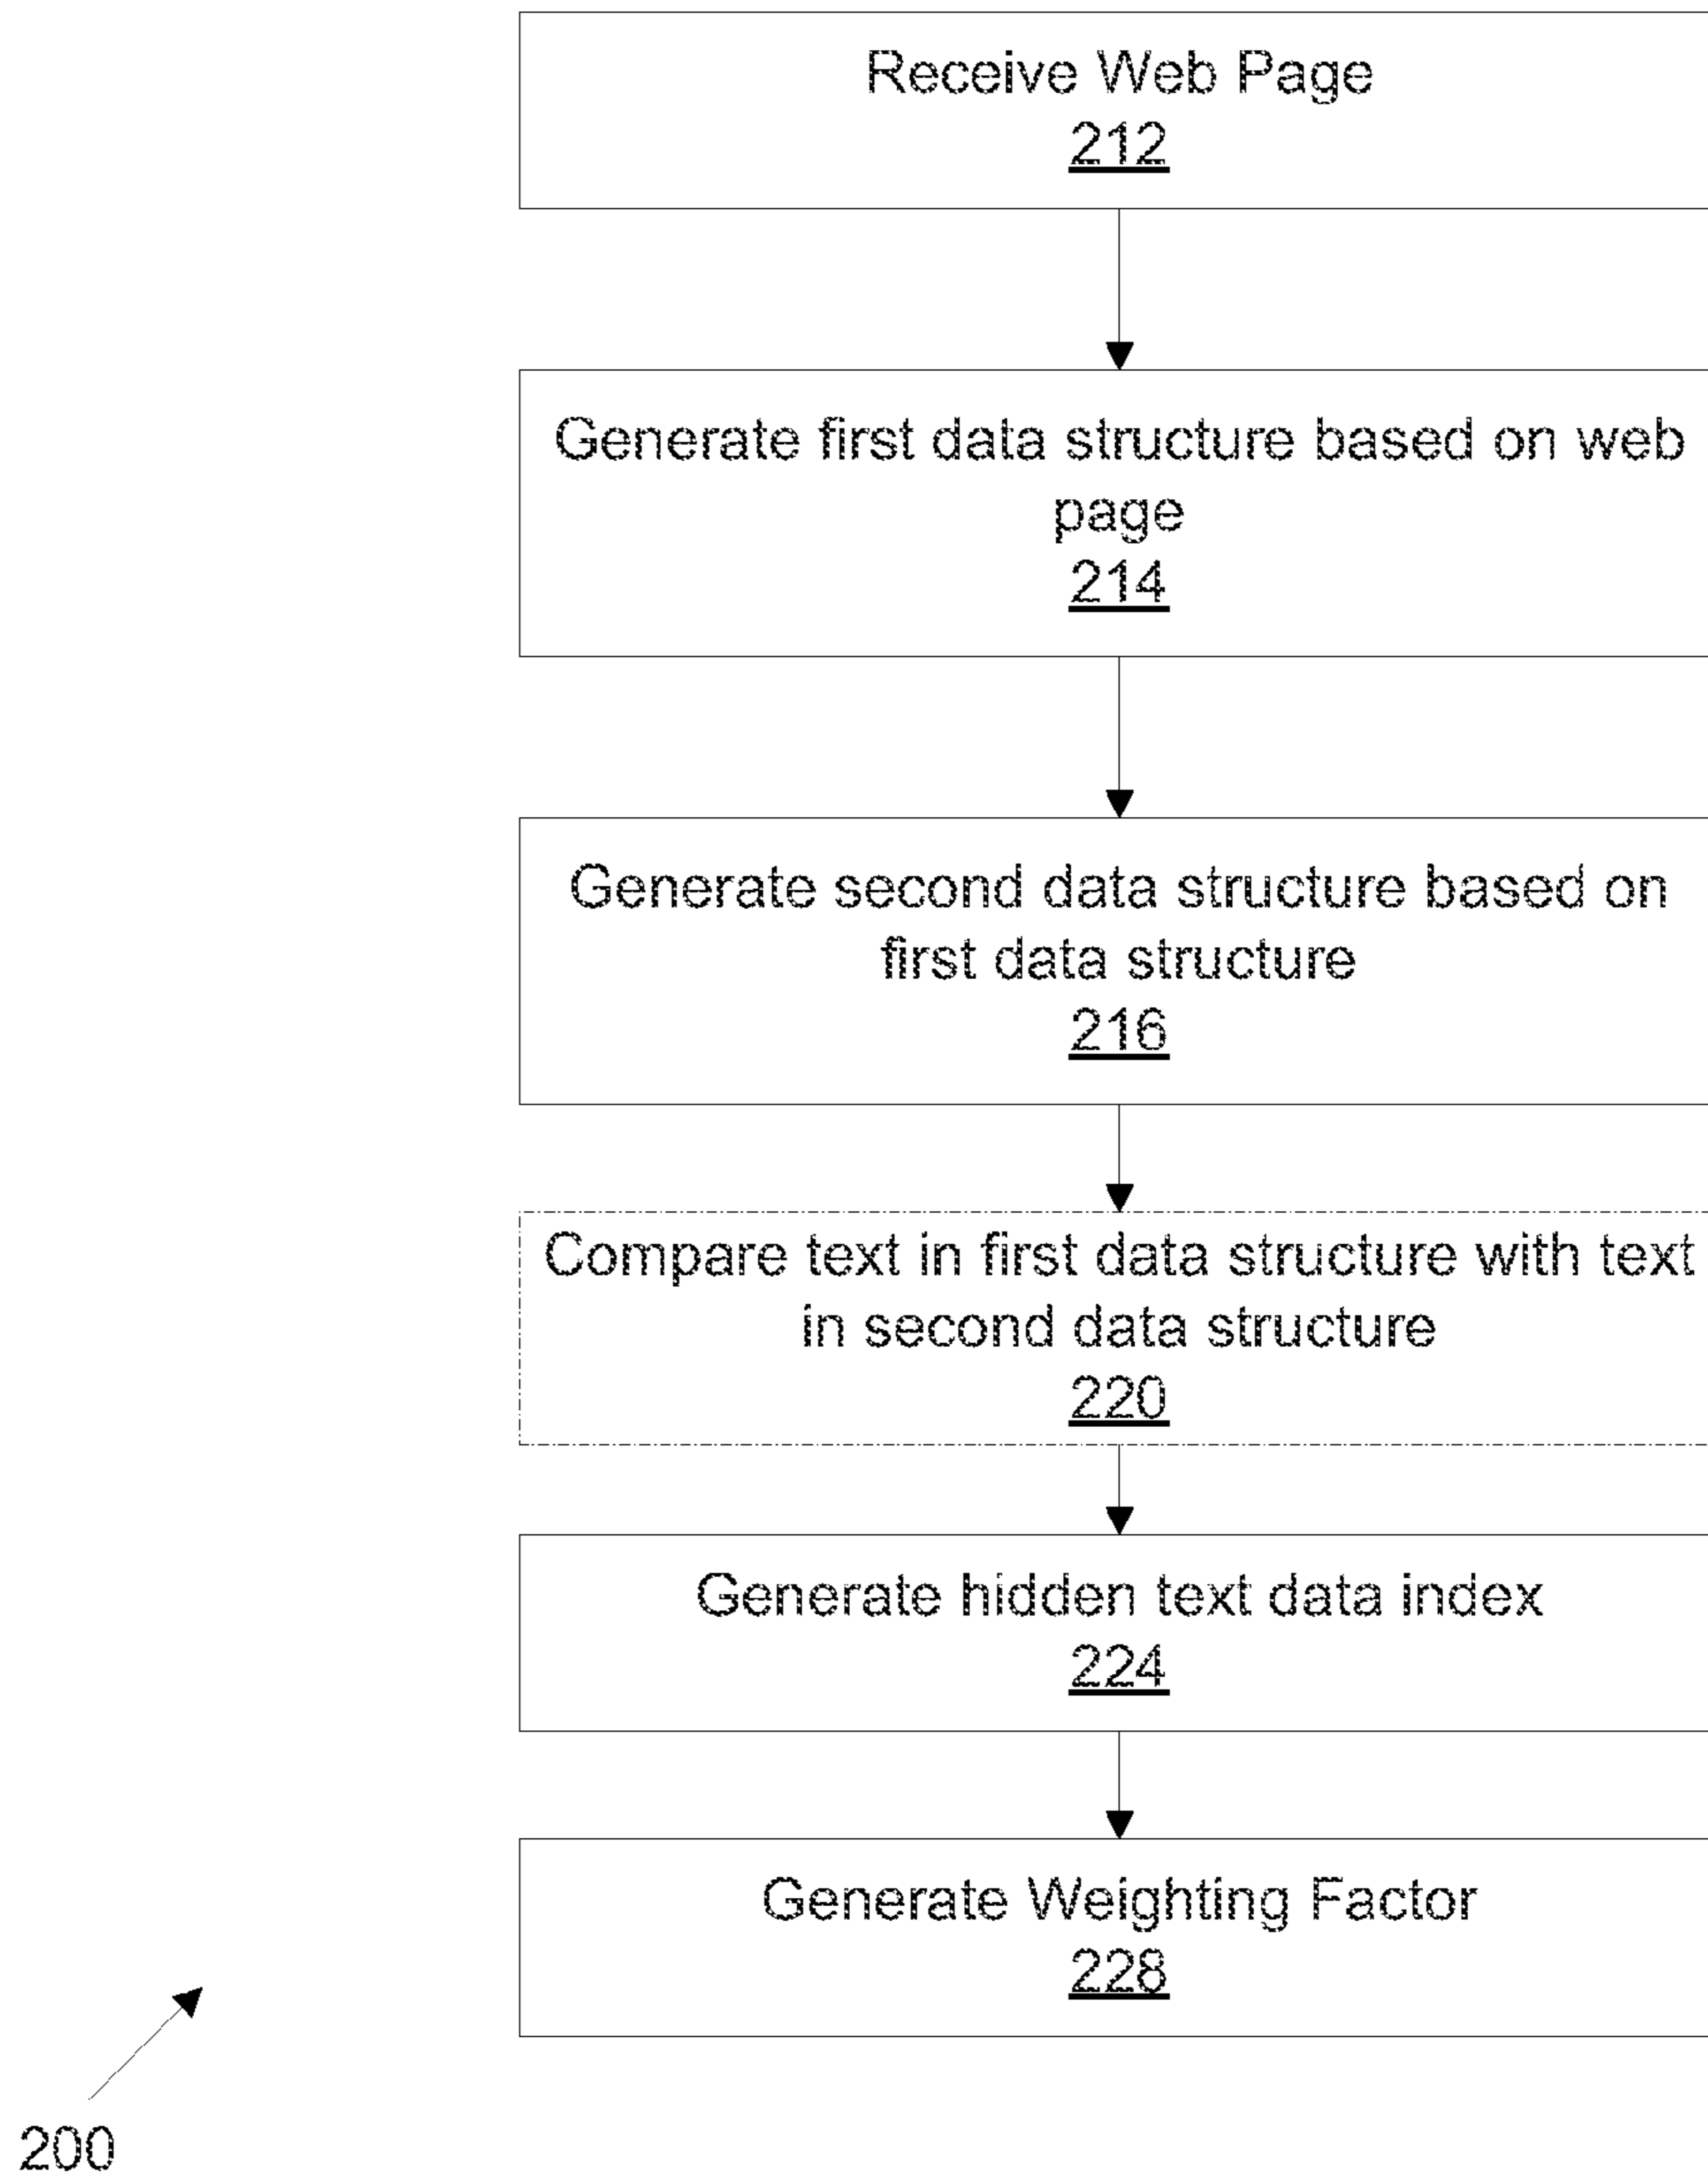 Receive Web Page
212
Generate first data structure based on web
page
214
Generate second data structure based on
first data structure
216
Compare text in first data structure with text
in second data structure
220
Generate hidden text data index
224
Generate Weighting Factor
228
200